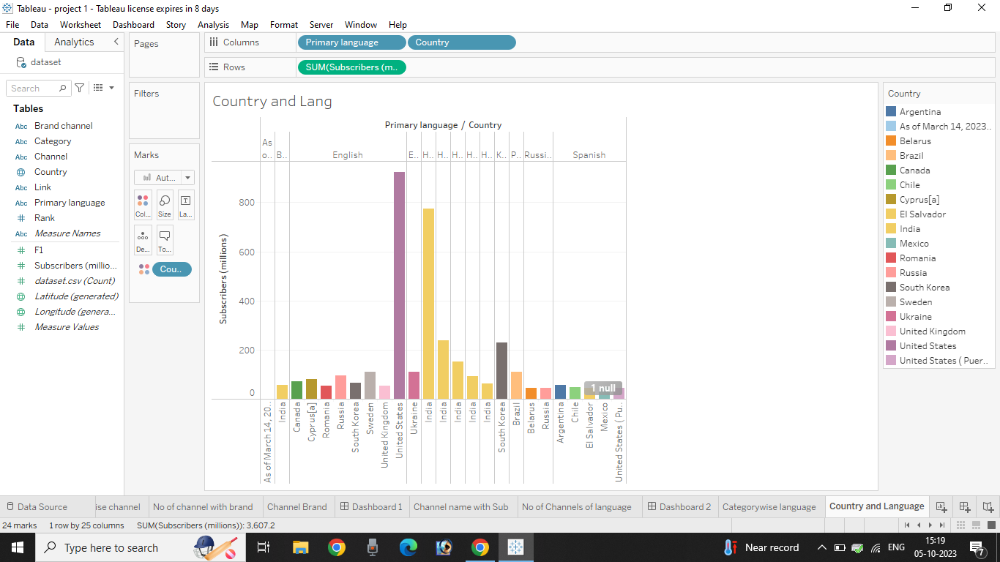 Tableau - project 1 - Tableau license expires in 8 days
File Data Worksheet Dashboard Story Analysis Map Format Server Window Help
Data Analytics
dataset
Search
Tables
Abc Brand channel
Abc Category
Abc Channel
Country
Abc Link
Abc Primary language
# Rank
Abc Measure Names
# F1
# Subscribers (millio...
# dataset.csv (Count)
Latitude (generated)
Longitude (genera...
# Measure Values
Pages
Filters
Marks
Aut...
Col... Size La...
De... To...
Cou..
Columns Primary language Country
Rows SUM(Subscribers (m..
Country and Lang
Primary language / Country
As o.. B.. English E.. H.. H.. H.. H.. H.. K.. P.. Russi.. Spanish
Subscribers (millions)
800
600
400
200
0
1 null
As of March 14, 20..
India
Canada
Cyprus[a]
Romania
Russia
South Korea
Sweden
United Kingdom
United States
Ukraine
India
India
India
India
India
South Korea
Brazil
Belarus
Russia
Argentina
Chile
El Salvador
Mexico
United States ( Pu..
Country
Argentina
As of March 14, 2023..
Belarus
Brazil
Canada
Chile
Cyprus[a]
El Salvador
India
Mexico
Romania
Russia
South Korea
Sweden
Ukraine
United Kingdom
United States
United States ( Puer..
Data Source ise channel No of channel with brand Channel Brand Dashboard 1 Channel name with Sub No of Channels of language Dashboard 2 Categorywise language Country and Language
24 marks 1 row by 25 columns SUM(Subscribers (millions)): 3,607.2
Type here to search
Near record
ENG
15:19
05-10-2023
7